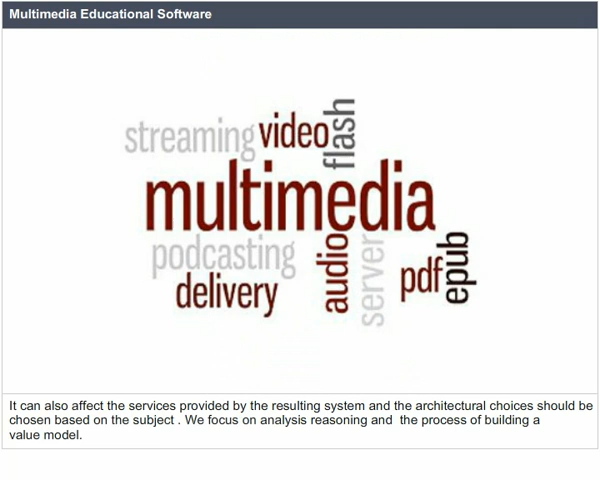 Multimedia Educational Software
streaming
video
flash
multimedia
podcasting
audio
server
pdf
epub
delivery
It can also affect the services provided by the resulting system and the architectural choices should be
chosen based on the subject . We focus on analysis reasoning and  the process of building a
value model.